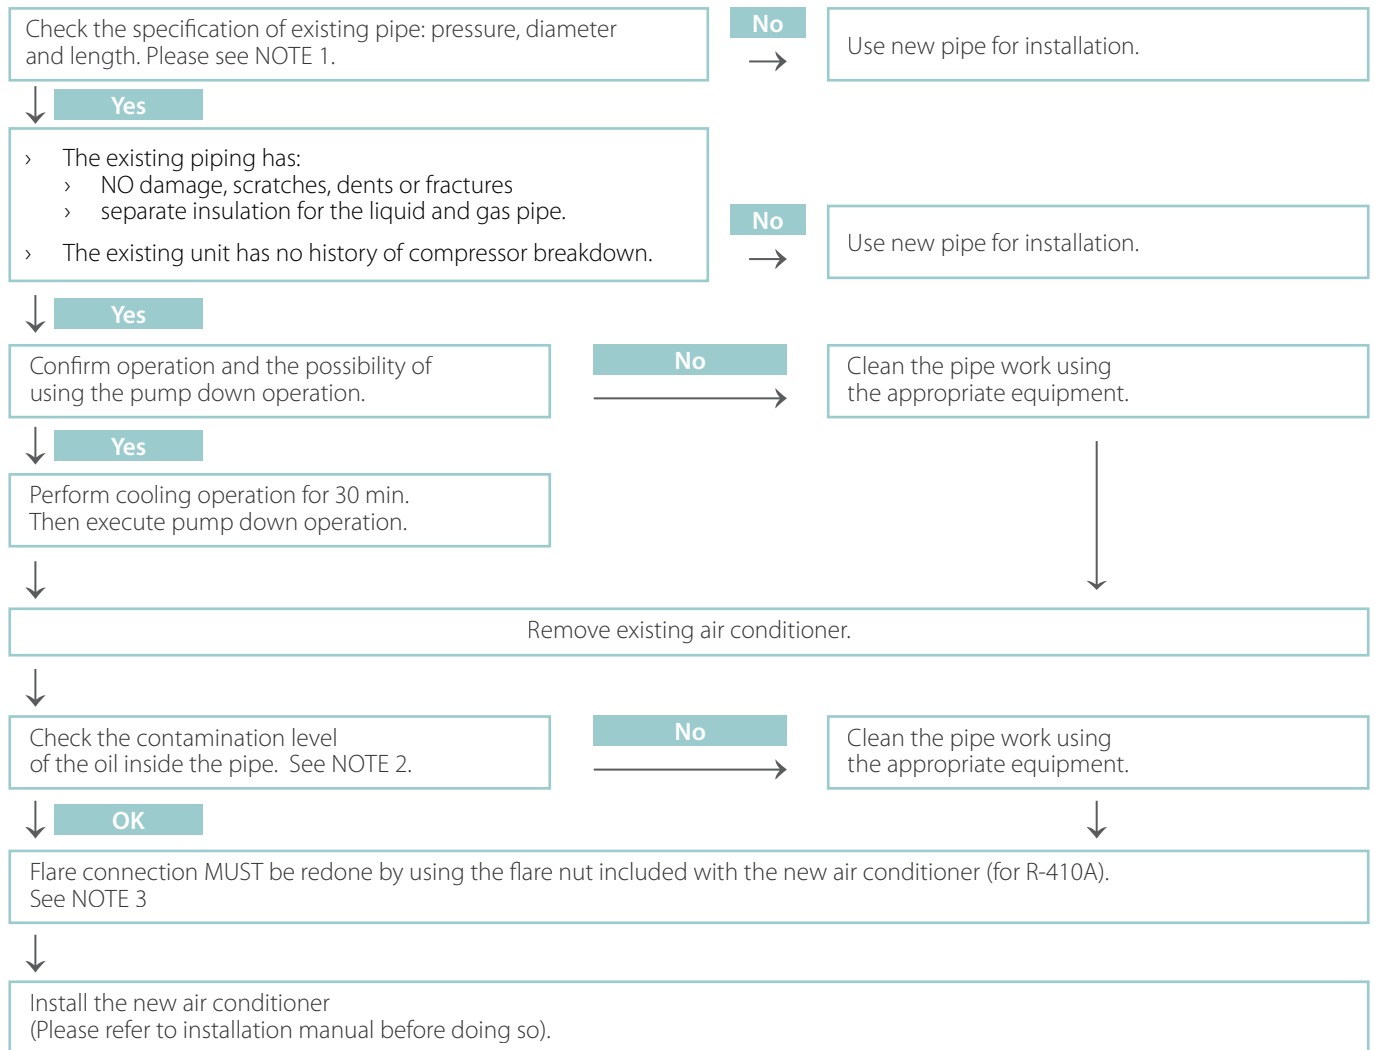 Check the specification of existing pipe: pressure, diameter
and length. Please see NOTE 1.
No
Use new pipe for installation.
Yes
› The existing piping has:
› NO damage, scratches, dents or fractures
› separate insulation for the liquid and gas pipe.
› The existing unit has no history of compressor breakdown.
No
Use new pipe for installation.
Yes
Confirm operation and the possibility of
using the pump down operation.
No
Clean the pipe work using
the appropriate equipment.
Yes
Perform cooling operation for 30 min.
Then execute pump down operation.
Remove existing air conditioner.
Check the contamination level
of the oil inside the pipe. See NOTE 2.
No
Clean the pipe work using
the appropriate equipment.
OK
Flare connection MUST be redone by using the flare nut included with the new air conditioner (for R-410A).
See NOTE 3
Install the new air conditioner
(Please refer to installation manual before doing so).